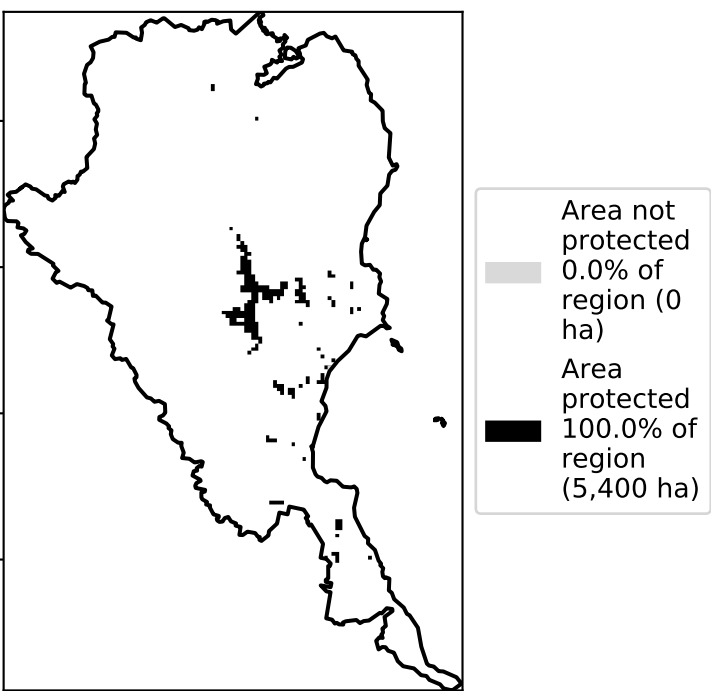 Area not
protected
0.0% of
region (0
ha)
Area
protected
100.0% of
region
(5,400 ha)